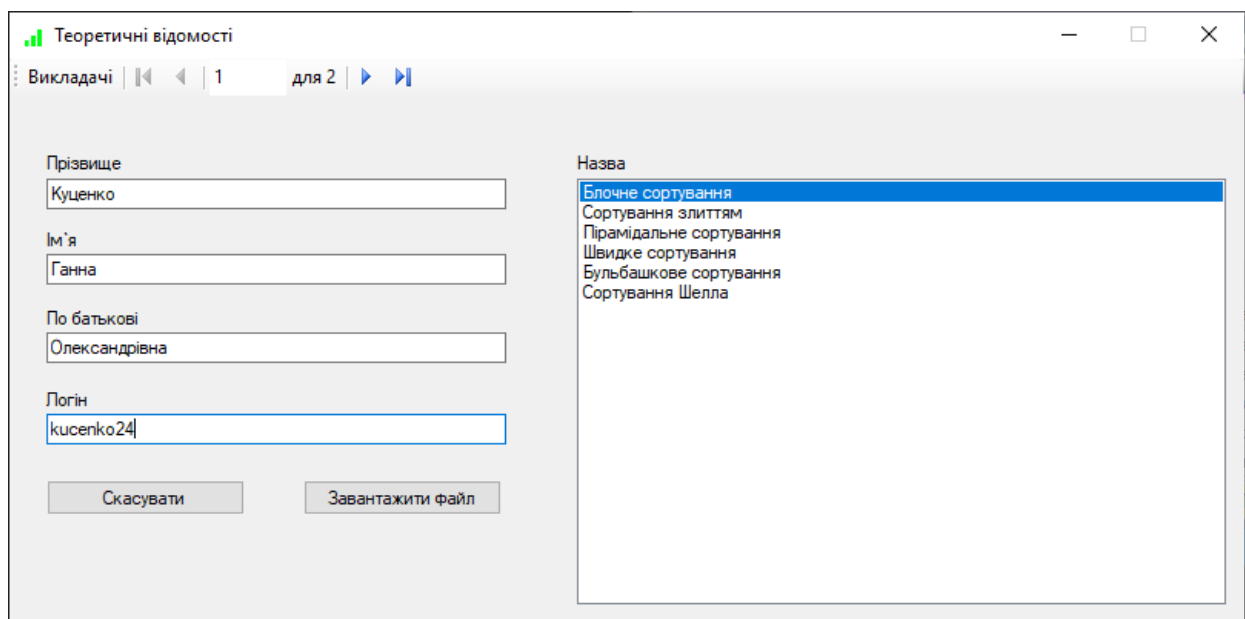 Теоретичні відомості
Викладачі 1 для 2
Прізвище
Куценко
Ім`я
Ганна
По батькові
Олександрівна
Логін
kucenko24
Скасувати
Завантажити файл
Назва
Блочне сортування
Сортування злиттям
Пірамідальне сортування
Швидке сортування
Бульбашкове сортування
Сортування Шелла